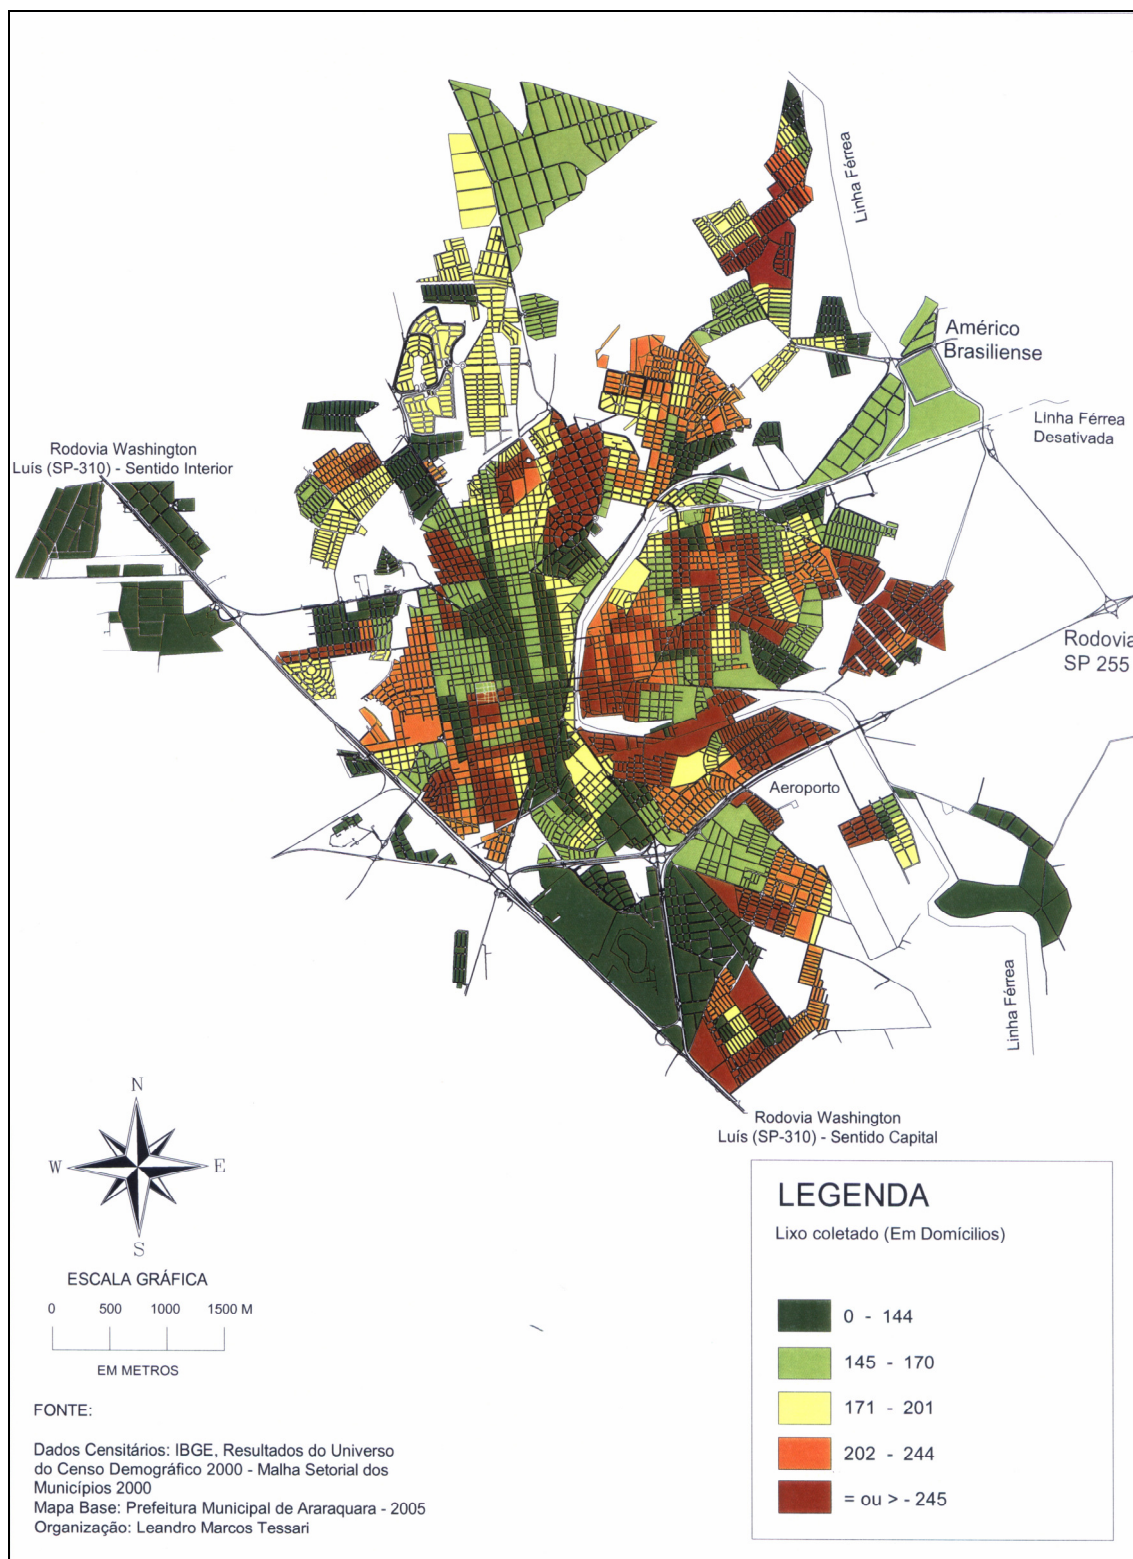 Linha Férrea
Américo
Brasiliense
Linha Férrea
Desativada
Rodovia Washington
Luís (SP-310) - Sentido Interior
Rodovia
SP 255
Aeroporto
Linha Férrea
Rodovia Washington
Luís (SP-310) - Sentido Capital
N
W
E
S
ESCALA GRÁFICA
0 500 1000 1500 M
EM METROS
LEGENDA
Lixo coletado (Em Domícilios)
0 - 144
145 - 170
171 - 201
202 - 244
= ou > - 245
FONTE:
Dados Censitários: IBGE, Resultados do Universo
do Censo Demográfico 2000 - Malha Setorial dos
Municípios 2000
Mapa Base: Prefeitura Municipal de Araraquara - 2005
Organização: Leandro Marcos Tessari